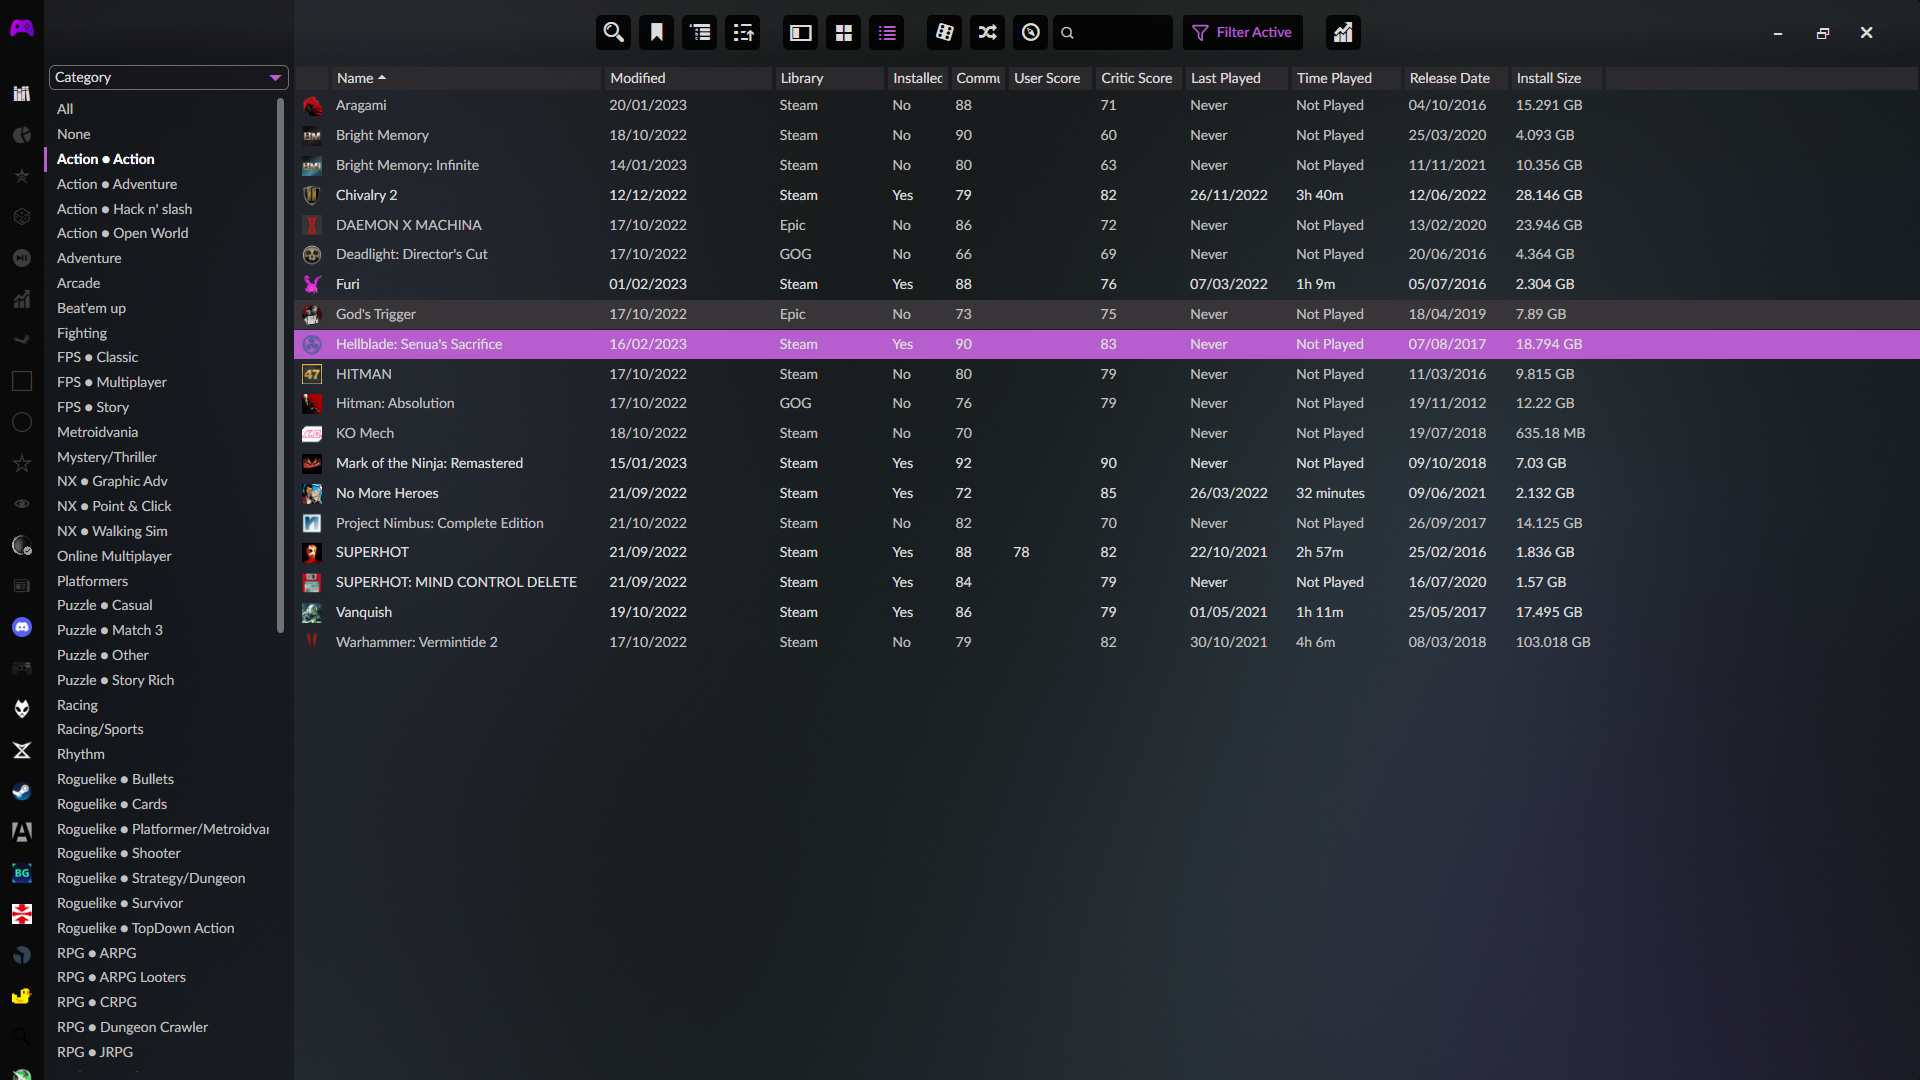 Filter Active
Category
All
None
Action ● Action
Action ● Adventure
Action ● Hack n' slash
Action ● Open World
Adventure
Arcade
Beat'em up
Fighting
FPS ● Classic
FPS ● Multiplayer
FPS ● Story
Metroidvania
Mystery/Thriller
NX ● Graphic Adv
NX ● Point & Click
NX ● Walking Sim
Online Multiplayer
Platformers
Puzzle ● Casual
Puzzle ● Match 3
Puzzle ● Other
Puzzle ● Story Rich
Racing
Racing/Sports
Rhythm
Roguelike ● Bullets
Roguelike ● Cards
Roguelike ● Platformer/Metroidvar
Roguelike ● Shooter
Roguelike ● Strategy/Dungeon
Roguelike ● Survivor
Roguelike ● TopDown Action
RPG ● ARPG
RPG ● ARPG Looters
RPG ● CRPG
RPG ● Dungeon Crawler
RPG ● JRPG
BG
Name Modified Library Installed Commu User Score Critic Score Last Played Time Played Release Date Install Size
Aragami 20/01/2023 Steam No 88 71 Never Not Played 04/10/2016 15.291 GB
BM Bright Memory 18/10/2022 Steam No 90 60 Never Not Played 25/03/2020 4.093 GB
BMI Bright Memory: Infinite 14/01/2023 Steam No 80 63 Never Not Played 11/11/2021 10.356 GB
Chivalry 2 12/12/2022 Steam Yes 79 82 26/11/2022 3h 40m 12/06/2022 28.146 GB
DAEMON X MACHINA 17/10/2022 Epic No 86 72 Never Not Played 13/02/2020 23.946 GB
Deadlight: Director's Cut 17/10/2022 GOG No 66 69 Never Not Played 20/06/2016 4.364 GB
Furi 01/02/2023 Steam Yes 88 76 07/03/2022 1h 9m 05/07/2016 2.304 GB
God's Trigger 17/10/2022 Epic No 73 75 Never Not Played 18/04/2019 7.89 GB
Hellblade: Senua's Sacrifice 16/02/2023 Steam Yes 90 83 Never Not Played 07/08/2017 18.794 GB
47 HITMAN 17/10/2022 Steam No 80 79 Never Not Played 11/03/2016 9.815 GB
Hitman: Absolution 17/10/2022 GOG No 76 79 Never Not Played 19/11/2012 12.22 GB
KO Mech 18/10/2022 Steam No 70 Never Not Played 19/07/2018 635.18 MB
Mark of the Ninja: Remastered 15/01/2023 Steam Yes 92 90 Never Not Played 09/10/2018 7.03 GB
No More Heroes 21/09/2022 Steam Yes 72 85 26/03/2022 32 minutes 09/06/2021 2.132 GB
Project Nimbus: Complete Edition 21/10/2022 Steam No 82 70 Never Not Played 26/09/2017 14.125 GB
SUPERHOT 21/09/2022 Steam Yes 88 78 82 22/10/2021 2h 57m 25/02/2016 1.836 GB
SUPERHOT: MIND CONTROL DELETE 21/09/2022 Steam Yes 84 79 Never Not Played 16/07/2020 1.57 GB
Vanquish 19/10/2022 Steam Yes 86 79 01/05/2021 1h 11m 25/05/2017 17.495 GB
Warhammer: Vermintide 2 17/10/2022 Steam No 79 82 30/10/2021 4h 6m 08/03/2018 103.018 GB